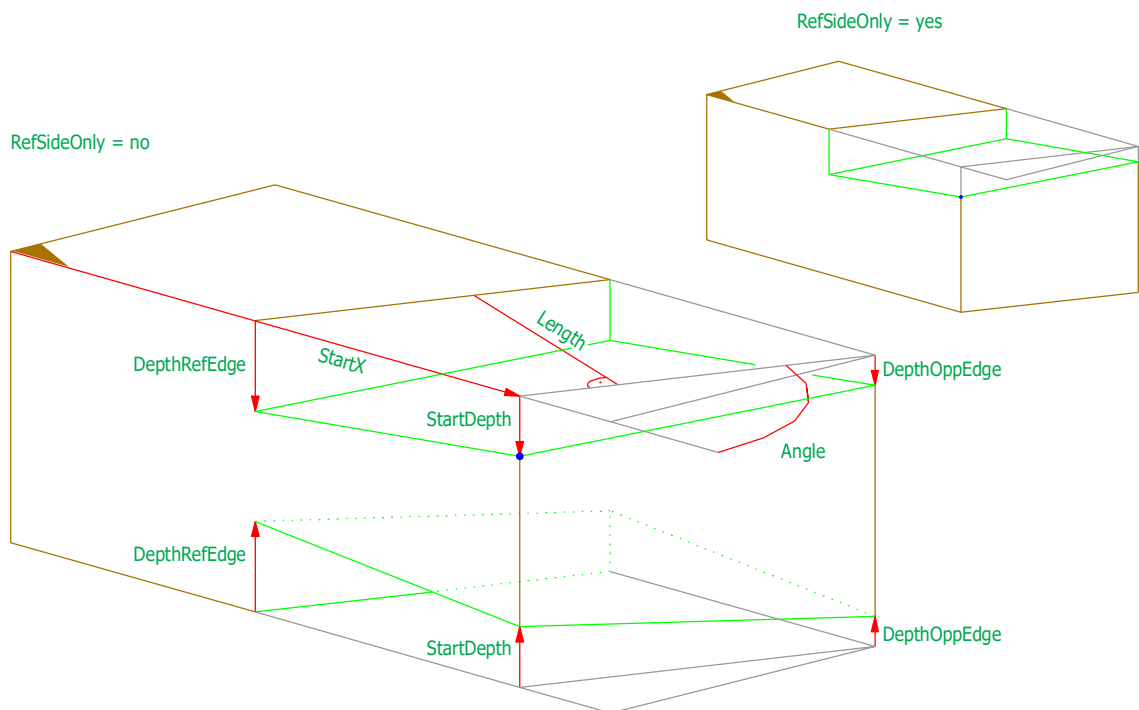 RefSideOnly = yes
RefSideOnly = no
Length
StartX
DepthRefEdge
DepthOppEdge
StartDepth
Angle
DepthRefEdge
StartDepth
DepthOppEdge